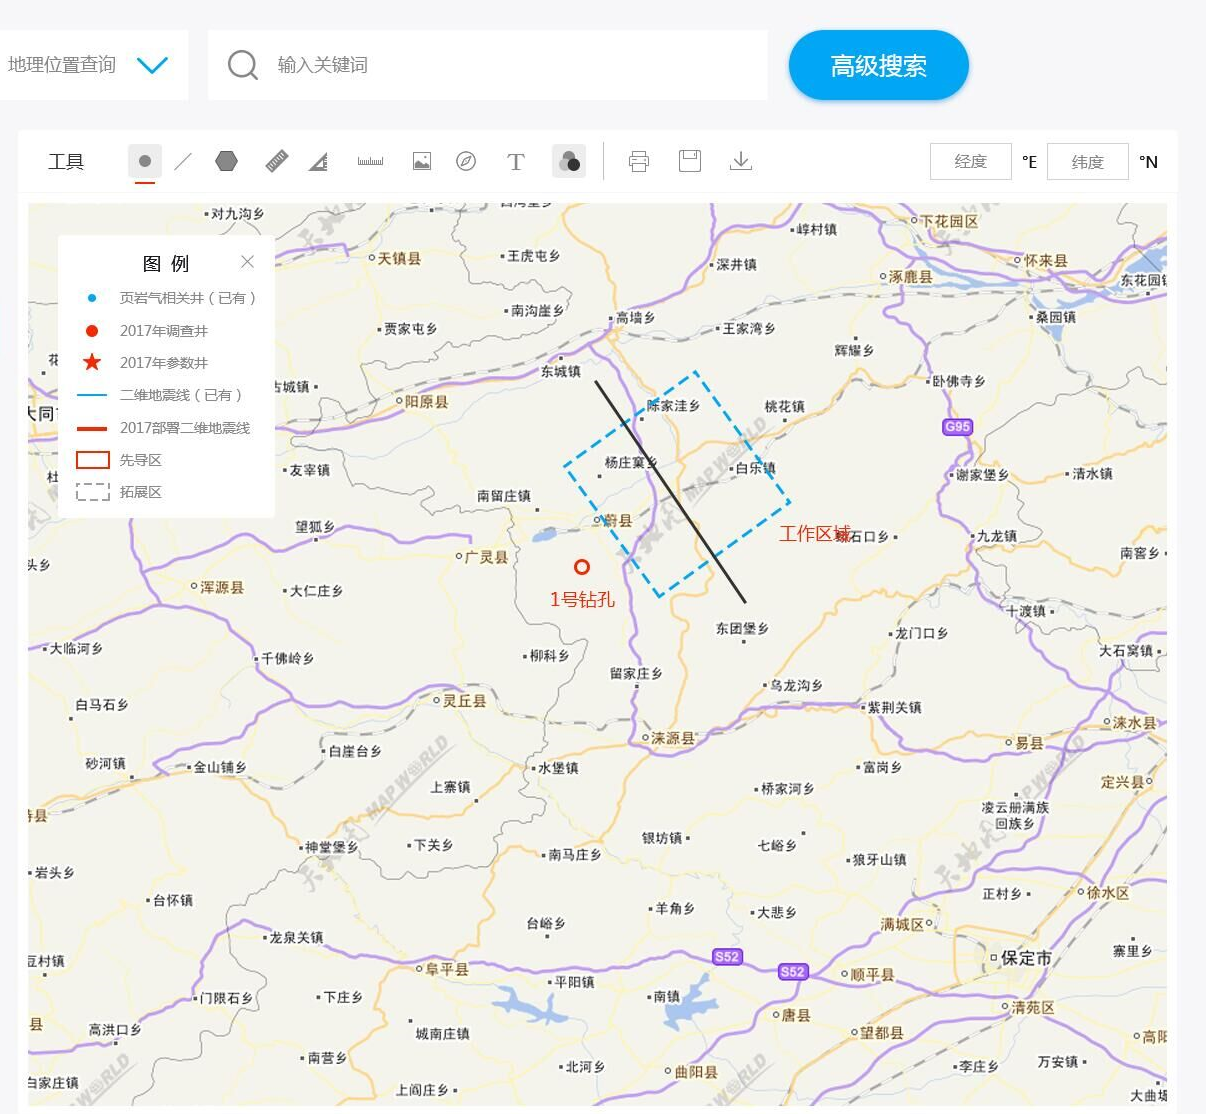 地理位置查询
输入关键词
高级搜索
工具
T
经度
°E
纬度
°N
图 例
页岩气相关井（已有）
2017年调查井
2017年参数井
二维地震线（已有）
2017部署二维地震线
先导区
拓展区
对九沟乡
崞村镇
下花园区
天镇县
王虎屯乡
深井镇
涿鹿县
怀来县
东花园镇
南沟岚乡
高墙乡
桑园镇
贾家屯乡
王家湾乡
辉耀乡
东城镇
卧佛寺乡
古城镇
阳原县
陈家洼乡
桃花镇
G95
大同
友宰镇
杨庄窠乡
白乐镇
谢家堡乡
清水镇
南留庄镇
望狐乡
蔚县
工作区域
石口乡
九龙镇
南窖乡
广灵县
头乡
浑源县
大仁庄乡
1号钻孔
十渡镇
东团堡乡
龙门口乡
大临河乡
千佛岭乡
柳科乡
大石窝镇
留家庄乡
乌龙沟乡
白马石乡
灵丘县
紫荆关镇
涞水县
涞源县
易县
白崖台乡
砂河镇
金山铺乡
水堡镇
富岗乡
定兴县
上寨镇
桥家河乡
凌云册满族
回族乡
县
神堂堡乡
下关乡
银坊镇
七峪乡
南马庄乡
狼牙山镇
岩头乡
台怀镇
正村乡
徐水区
羊角乡
大悲乡
台峪乡
满城区
龙泉关镇
豆村镇
S52
S52
保定市
寨里乡
阜平县
平阳镇
顺平县
门限石乡
下庄乡
南镇
清苑区
县
高洪口乡
唐县
城南庄镇
望都县
高阳
南营乡
北河乡
曲阳县
李庄乡
万安镇
白家庄镇
上阎庄乡
大曲堤
天地图 MAP WORLD